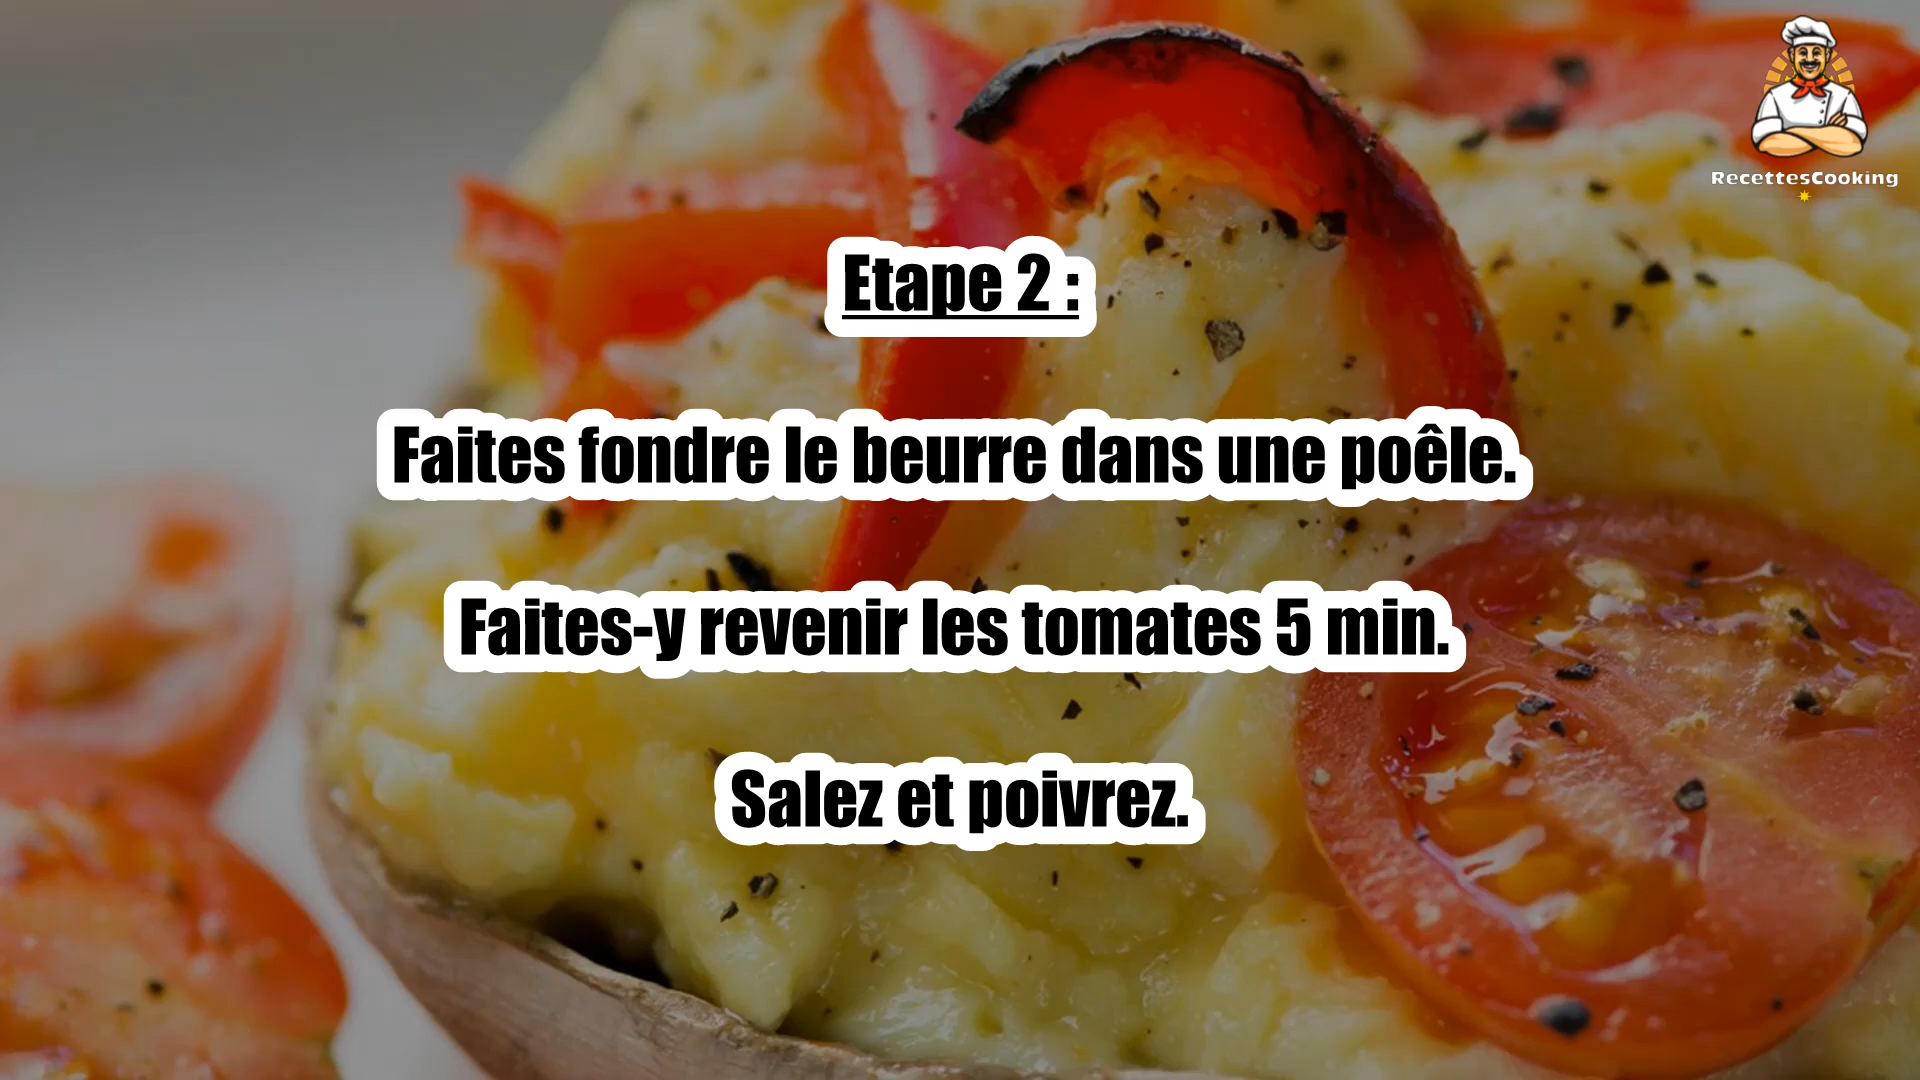 RecettesCooking
Etape 2 :
Faites fondre le beurre dans une poêle.
Faites-y revenir les tomates 5 min.
Salez et poivrez.